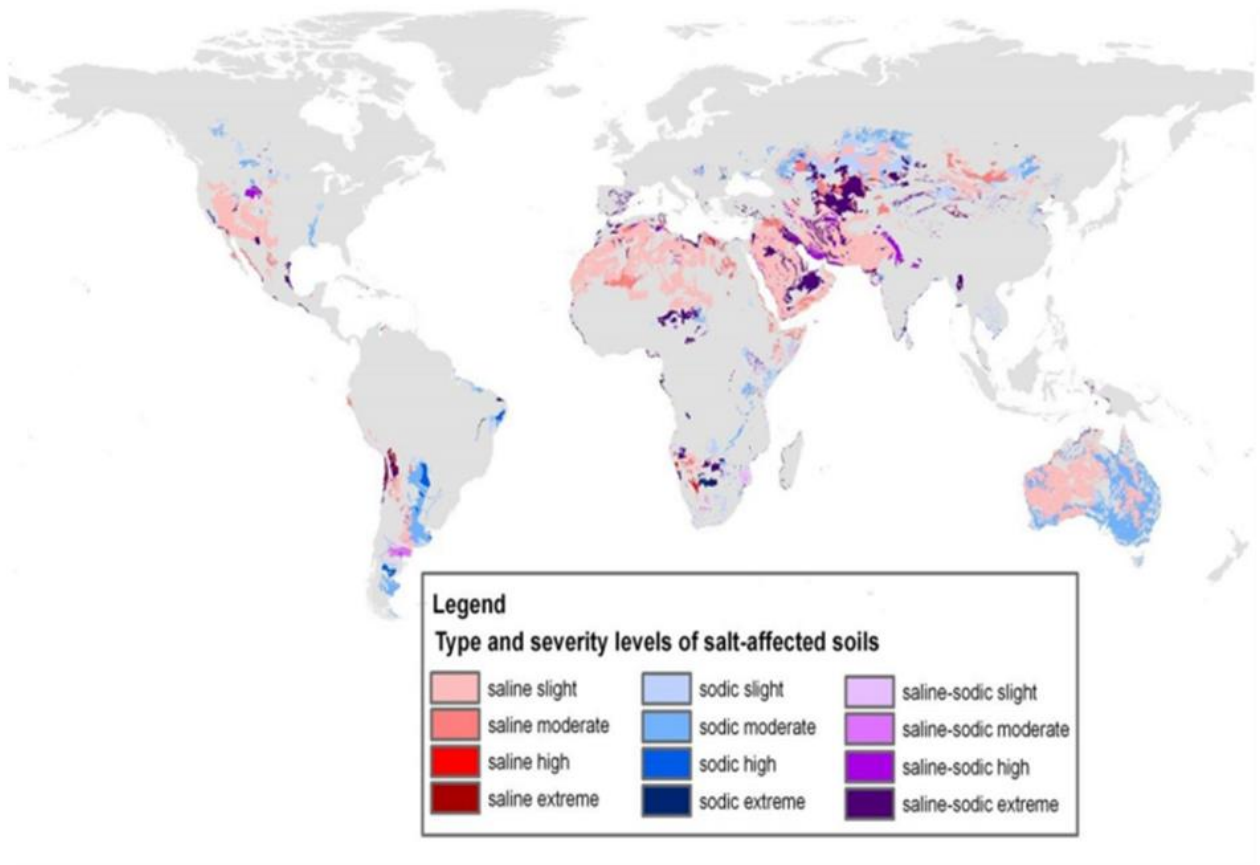 Legend
Type and severity levels of salt-affected soils
saline slight
saline moderate
saline high
saline extreme
sodic slight
sodic moderate
sodic high
sodic extreme
saline-sodic slight
saline-sodic moderate
saline-sodic high
saline-sodic extreme